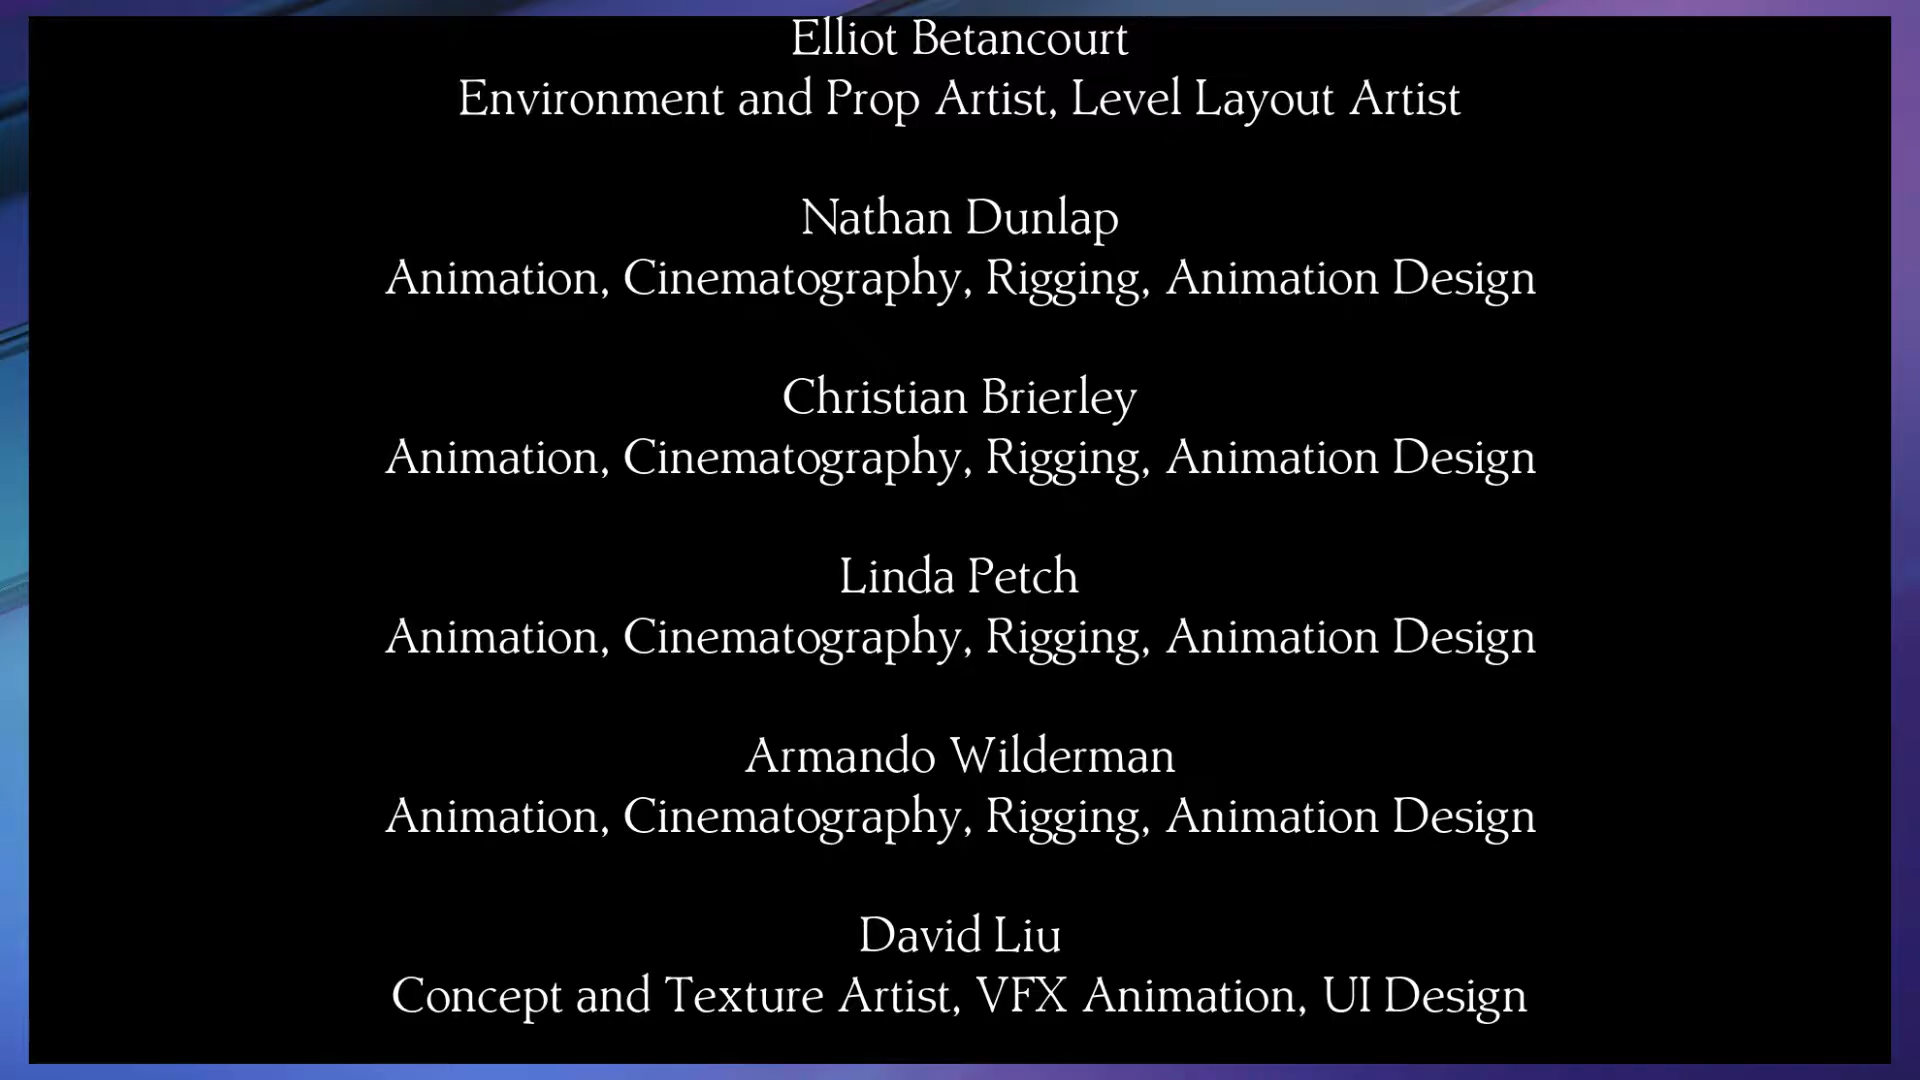 Elliot Betancourt
Environment and Prop Artist, Level Layout Artist
Nathan Dunlap
Animation, Cinematography, Rigging, Animation Design
Christian Brierley
Animation, Cinematography, Rigging, Animation Design
Linda Petch
Animation, Cinematography, Rigging, Animation Design
Armando Wilderman
Animation, Cinematography, Rigging, Animation Design
David Liu
Concept and Texture Artist, VFX Animation, UI Design